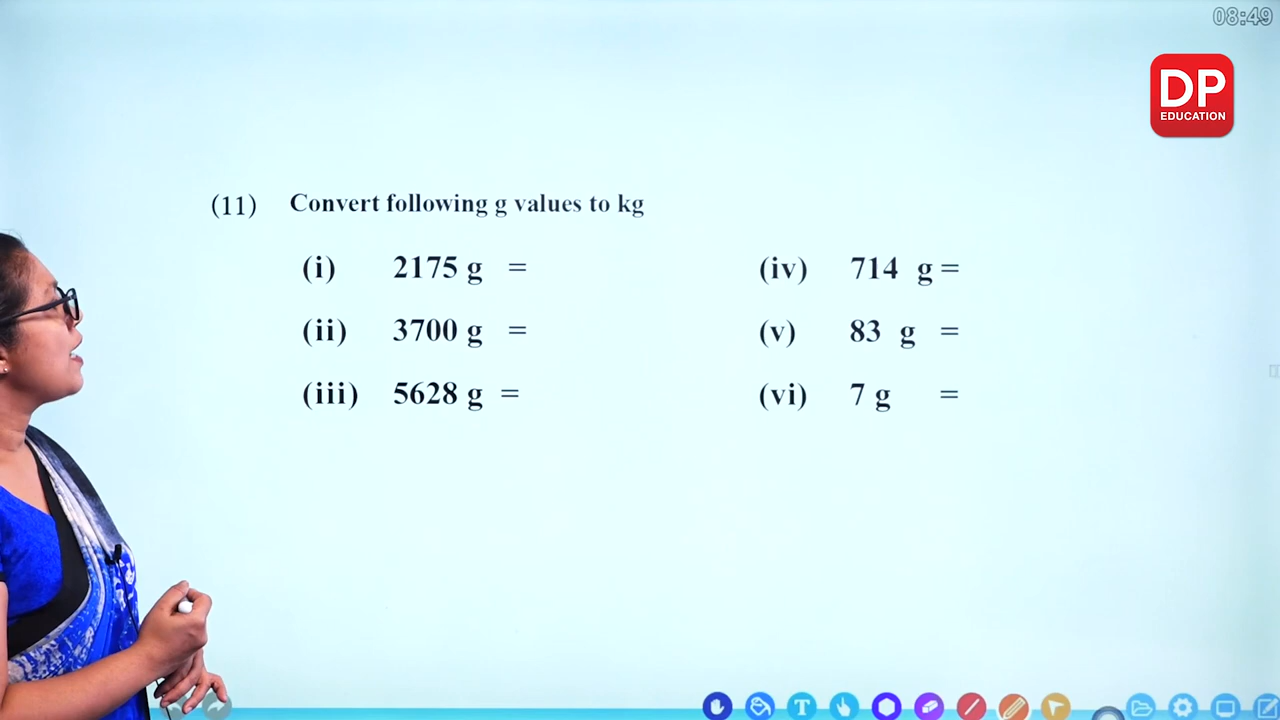 08:49
DP
EDUCATION
(11) Convert following g values to kg
(i) 2175 g = (iv) 714 g =
(ii) 3700 g = (v) 83 g =
(iii) 5628 g = (vi) 7 g =
T